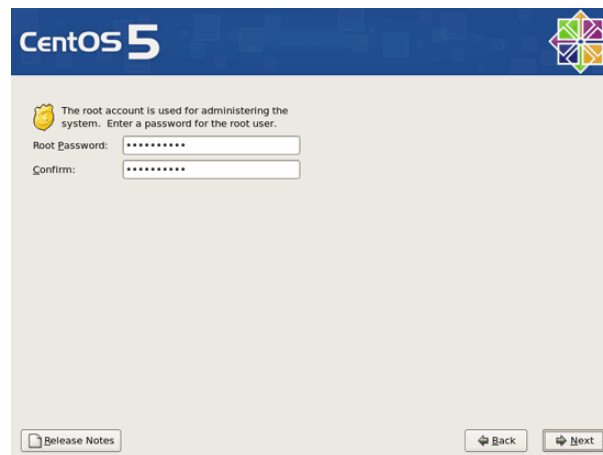 CentOS 5
The root account is used for administering the
system. Enter a password for the root user.
Root Password: ••••••••••
Confirm: ••••••••••
Release Notes Back Next